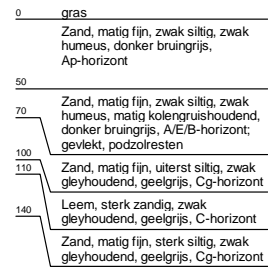 0 gras
Zand, matig fijn, zwak siltig, zwak
humeus, donker bruingrijs,
Ap-horizont
50
Zand, matig fijn, zwak siltig, zwak
70 humeus, matig kolengruishoudend,
donker bruingrijs, A/E/B-horizont;
gevlekt, podzolresten
100
Zand, matig fijn, uiterst siltig, zwak
110 gleyhoudend, geelgrijs, Cg-horizont
Leem, sterk zandig, zwak
140 gleyhoudend, geelgrijs, C-horizont
Zand, matig fijn, sterk siltig, zwak
gleyhoudend, geelgrijs, Cg-horizont